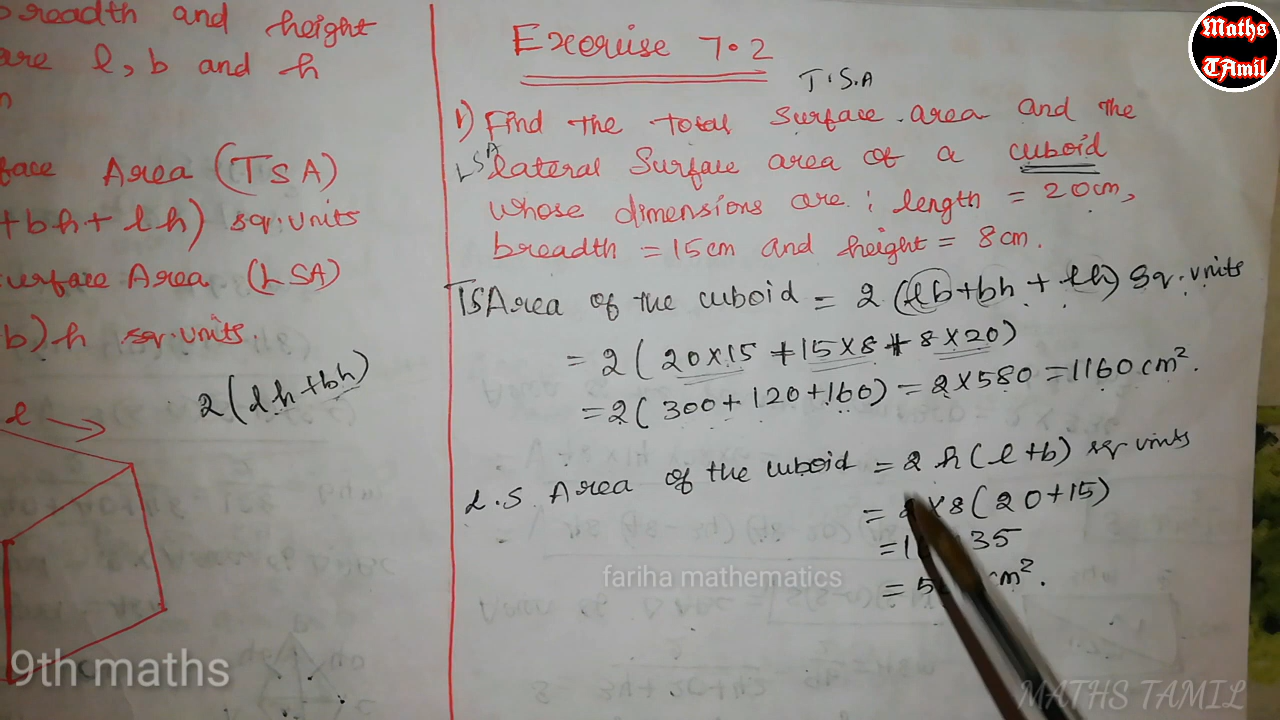 breadth and height
are l, b and h
face Area (TSA)
+bh+lh) sq.units
urface Area (LSA)
b)h sq.units.
2(lh+bh)
l
Exercise 7.2
T.S.A
1) Find the total surface area and the
LSA
lateral Surface area of a cuboid
whose dimensions are : length = 20cm,
breadth = 15cm and height = 8cm.
TSArea of the cuboid = 2 (lb+bh + lh) sq.units
= 2 ( 20×15 + 15×8 + 8×20)
= 2( 300+120+160) = 2×580 = 1160 cm².
L.S Area of the cuboid = 2 h (l+b) sq units
= 2×8 ( 20+15)
= 35
= cm².
fariha mathematics
9th maths
MATHS TAMIL
Maths
TAmil